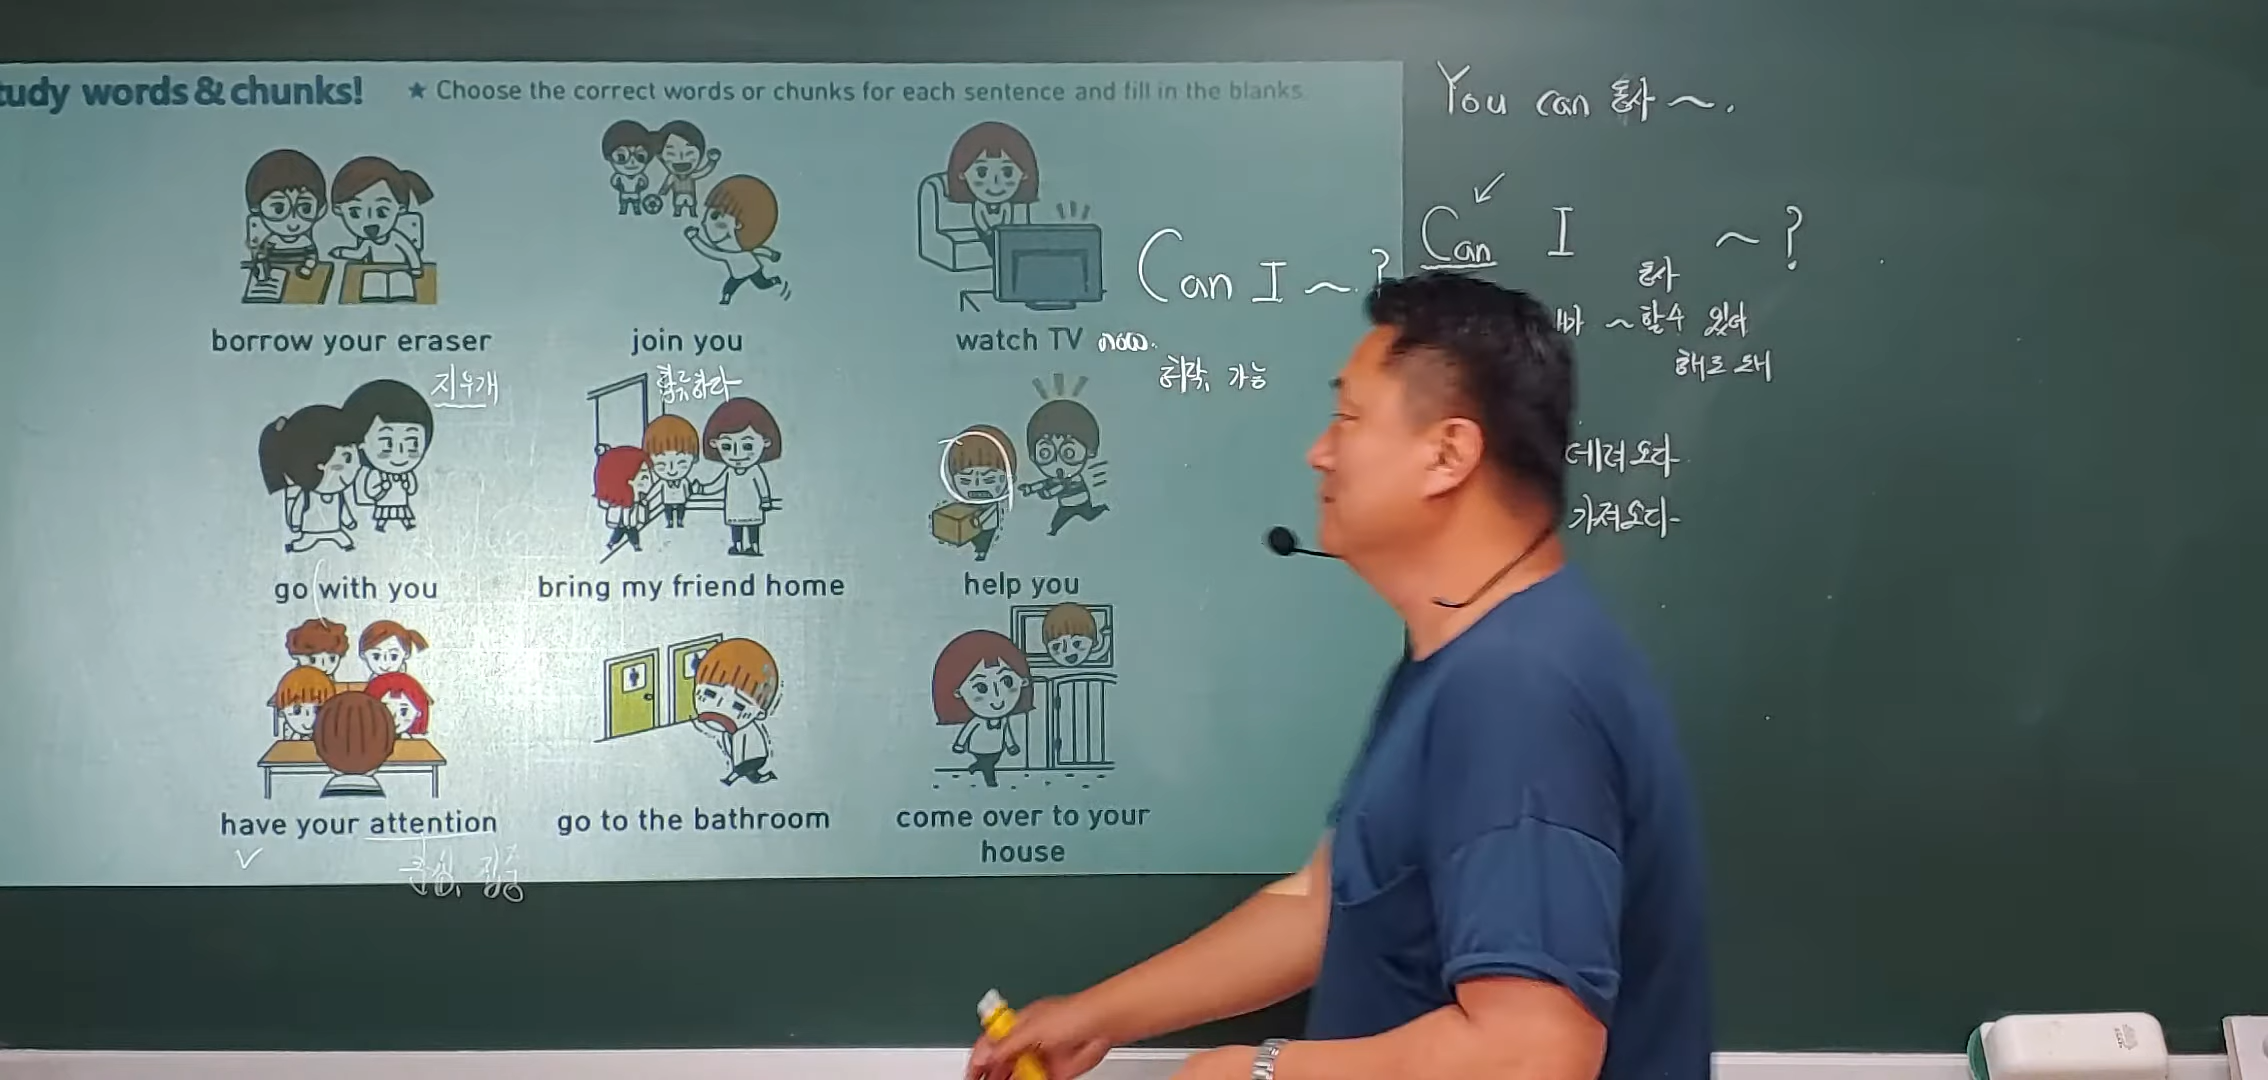 tudy words & chunks!
★ Choose the correct words or chunks for each sentence and fill in the blanks.
borrow your eraser
지우개
join you
합류하다
watch TV now.
go with you
bring my friend home
help you
have your attention
관심, 집중
go to the bathroom
come over to your
house
Can I ~ ?
허락, 가능
You can 동사 ~.
Can I ~ ?
동사
~할 수 있어
해도 돼
데려오다
가져오다